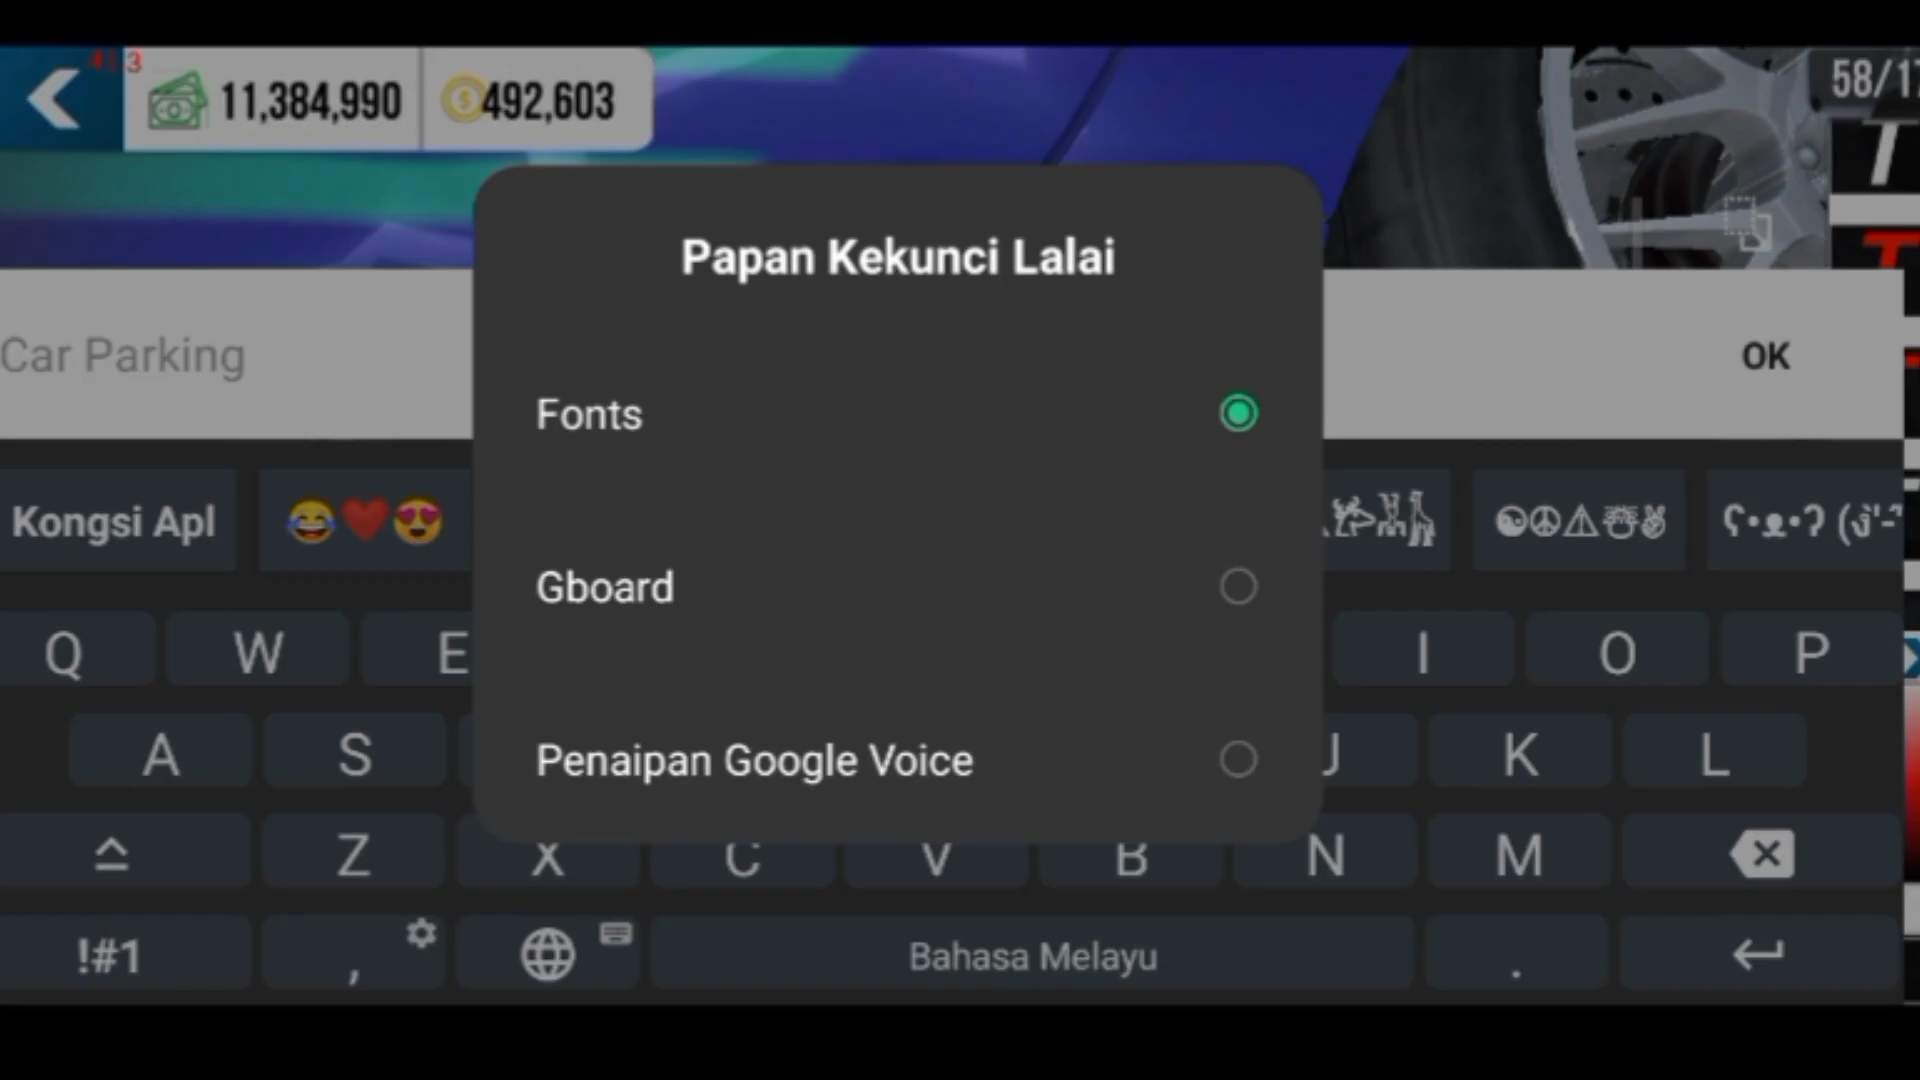 11,384,990
492,603
58/17
Papan Kekunci Lalai
Car Parking
OK
Fonts
Kongsi Apl
😂❤️😍
☯☮⚠☃✌
Gboard
Q W E I O P
Penaipan Google Voice
A S J K L
Z X C V B N M
!#1 , Bahasa Melayu .